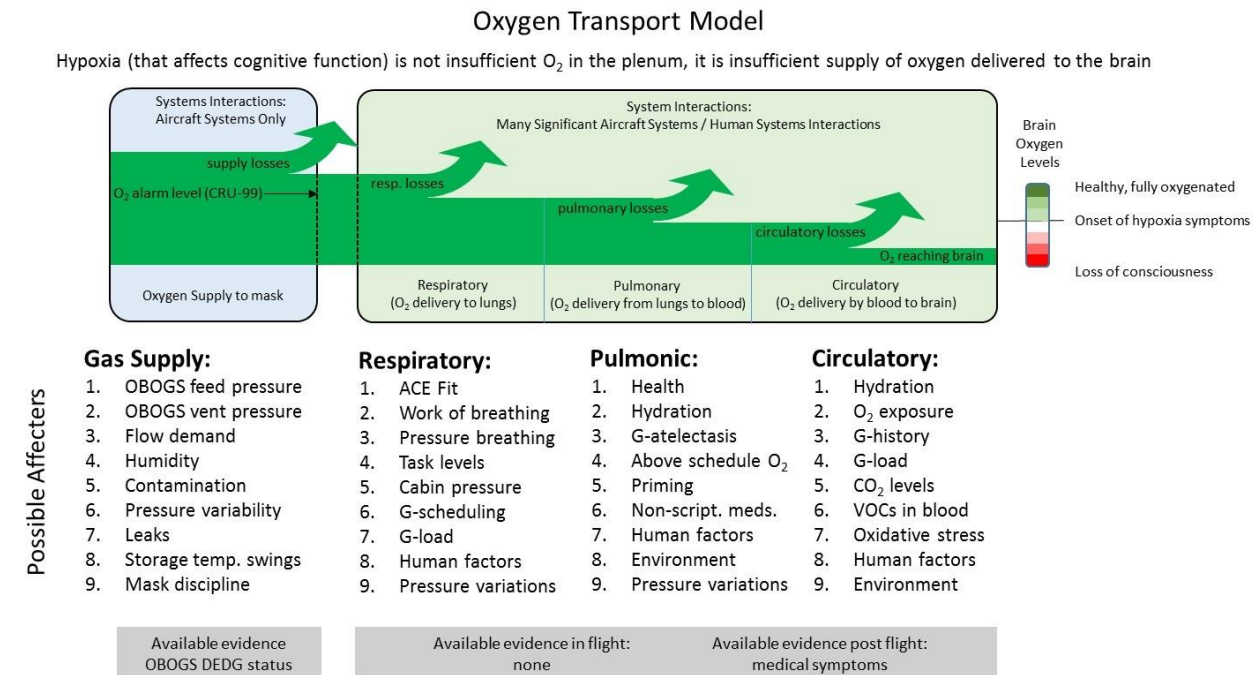 Oxygen Transport Model
Hypoxia (that affects cognitive function) is not insufficient O₂ in the plenum, it is insufficient supply of oxygen delivered to the brain
Systems Interactions:
Aircraft Systems Only
supply losses
O₂ alarm level (CRU-99)
Oxygen Supply to mask
System Interactions:
Many Significant Aircraft Systems / Human Systems Interactions
resp. losses
pulmonary losses
circulatory losses
O₂ reaching brain
Respiratory
(O₂ delivery to lungs)
Pulmonary
(O₂ delivery from lungs to blood)
Circulatory
(O₂ delivery by blood to brain)
Brain
Oxygen
Levels
Healthy, fully oxygenated
Onset of hypoxia symptoms
Loss of consciousness
Possible Affecters
Gas Supply:
1. OBOGS feed pressure
2. OBOGS vent pressure
3. Flow demand
4. Humidity
5. Contamination
6. Pressure variability
7. Leaks
8. Storage temp. swings
9. Mask discipline
Respiratory:
1. ACE Fit
2. Work of breathing
3. Pressure breathing
4. Task levels
5. Cabin pressure
6. G-scheduling
7. G-load
8. Human factors
9. Pressure variations
Pulmonic:
1. Health
2. Hydration
3. G-atelectasis
4. Above schedule O₂
5. Priming
6. Non-script. meds.
7. Human factors
8. Environment
9. Pressure variations
Circulatory:
1. Hydration
2. O₂ exposure
3. G-history
4. G-load
5. CO₂ levels
6. VOCs in blood
7. Oxidative stress
8. Human factors
9. Environment
Available evidence
OBOGS DEDG status
Available evidence in flight:
none
Available evidence post flight:
medical symptoms